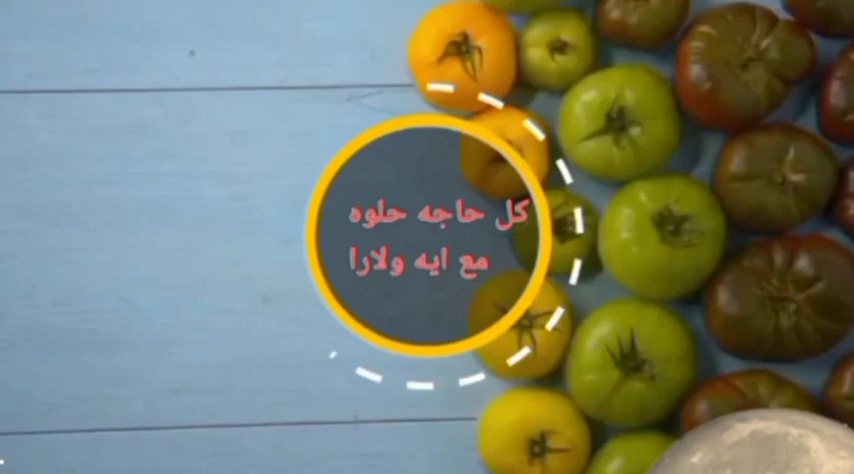 كل حاجه حلوه
مع ايه ولارا